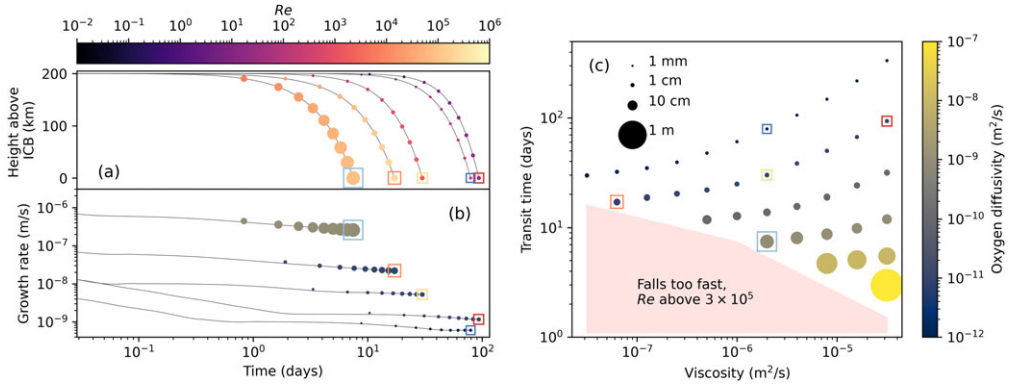 Re
10⁻² 10⁻¹ 10⁰ 10¹ 10² 10³ 10⁴ 10⁵ 10⁶
Height above
ICB (km)
200
100
0
(a)
Growth rate (m/s)
10⁻⁶
10⁻⁷
10⁻⁸
10⁻⁹
(b)
10⁻¹ 10⁰ 10¹ 10²
Time (days)
(c)
1 mm
1 cm
10 cm
1 m
Transit time (days)
10²
10¹
10⁰
Falls too fast,
Re above 3 × 10⁵
10⁻⁷ 10⁻⁶ 10⁻⁵
Viscosity (m²/s)
10⁻⁷
10⁻⁸
10⁻⁹
10⁻¹⁰
10⁻¹¹
10⁻¹²
Oxygen diffusivity (m²/s)